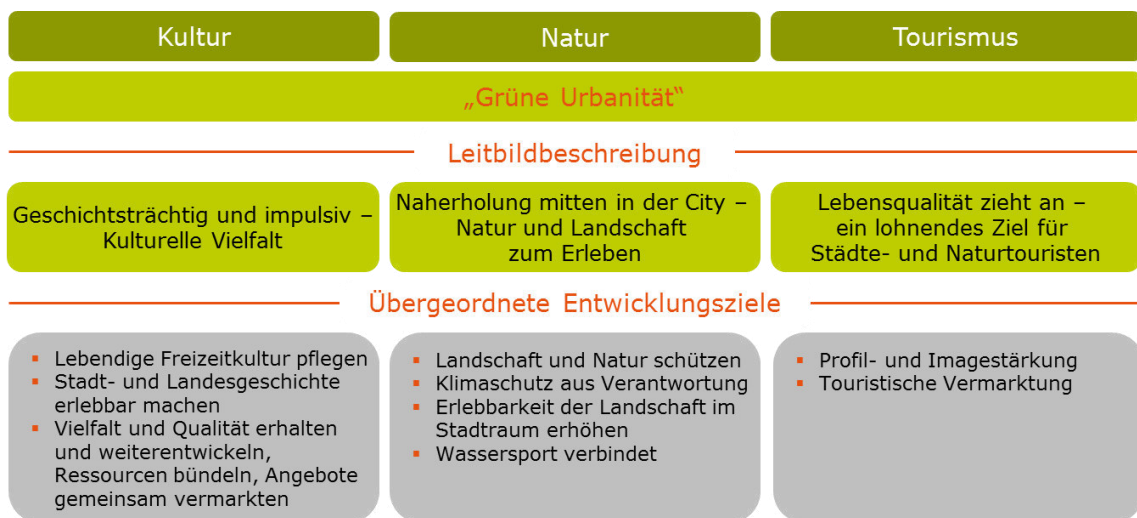 Kultur
Natur
Tourismus
„Grüne Urbanität“
Leitbildbeschreibung
Geschichtsträchtig und impulsiv –
Kulturelle Vielfalt
Naherholung mitten in der City –
Natur und Landschaft
zum Erleben
Lebensqualität zieht an –
ein lohnendes Ziel für
Städte- und Naturtouristen
Übergeordnete Entwicklungsziele
▪ Lebendige Freizeitkultur pflegen
▪ Stadt- und Landesgeschichte
erlebbar machen
▪ Vielfalt und Qualität erhalten
und weiterentwickeln,
Ressourcen bündeln, Angebote
gemeinsam vermarkten
▪ Landschaft und Natur schützen
▪ Klimaschutz aus Verantwortung
▪ Erlebbarkeit der Landschaft im
Stadtraum erhöhen
▪ Wassersport verbindet
▪ Profil- und Imagestärkung
▪ Touristische Vermarktung